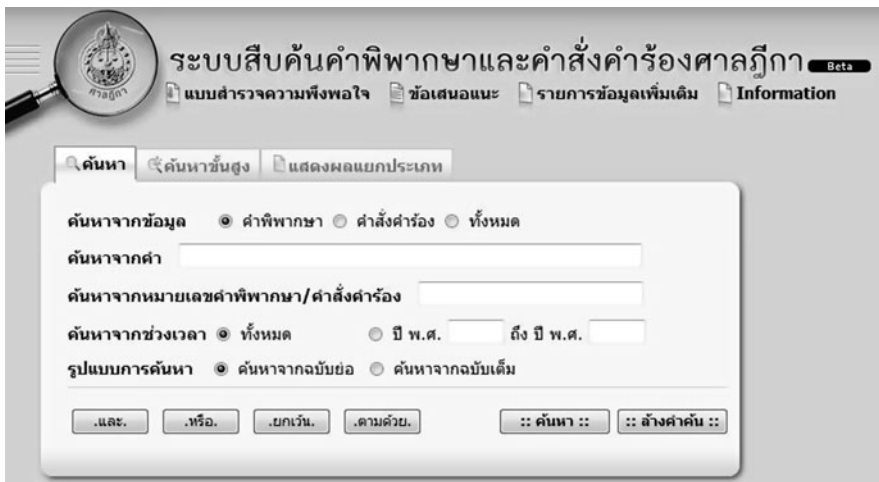 ระบบสืบค้นคำพิพากษาและคำสั่งคำร้องศาลฎีกา Beta
ศาลฎีกา
แบบสำรวจความพึงพอใจ ข้อเสนอแนะ รายการข้อมูลเพิ่มเติม Information
ค้นหา ค้นหาขั้นสูง แสดงผลแยกประเภท
ค้นหาจากข้อมูล คำพิพากษา คำสั่งคำร้อง ทั้งหมด
ค้นหาจากคำ
ค้นหาจากหมายเลขคำพิพากษา/คำสั่งคำร้อง
ค้นหาจากช่วงเวลา ทั้งหมด ปี พ.ศ. ถึง ปี พ.ศ.
รูปแบบการค้นหา ค้นหาจากฉบับย่อ ค้นหาจากฉบับเต็ม
.และ. .หรือ. .ยกเว้น. .ตามด้วย. :: ค้นหา :: :: ล้างคำค้น ::